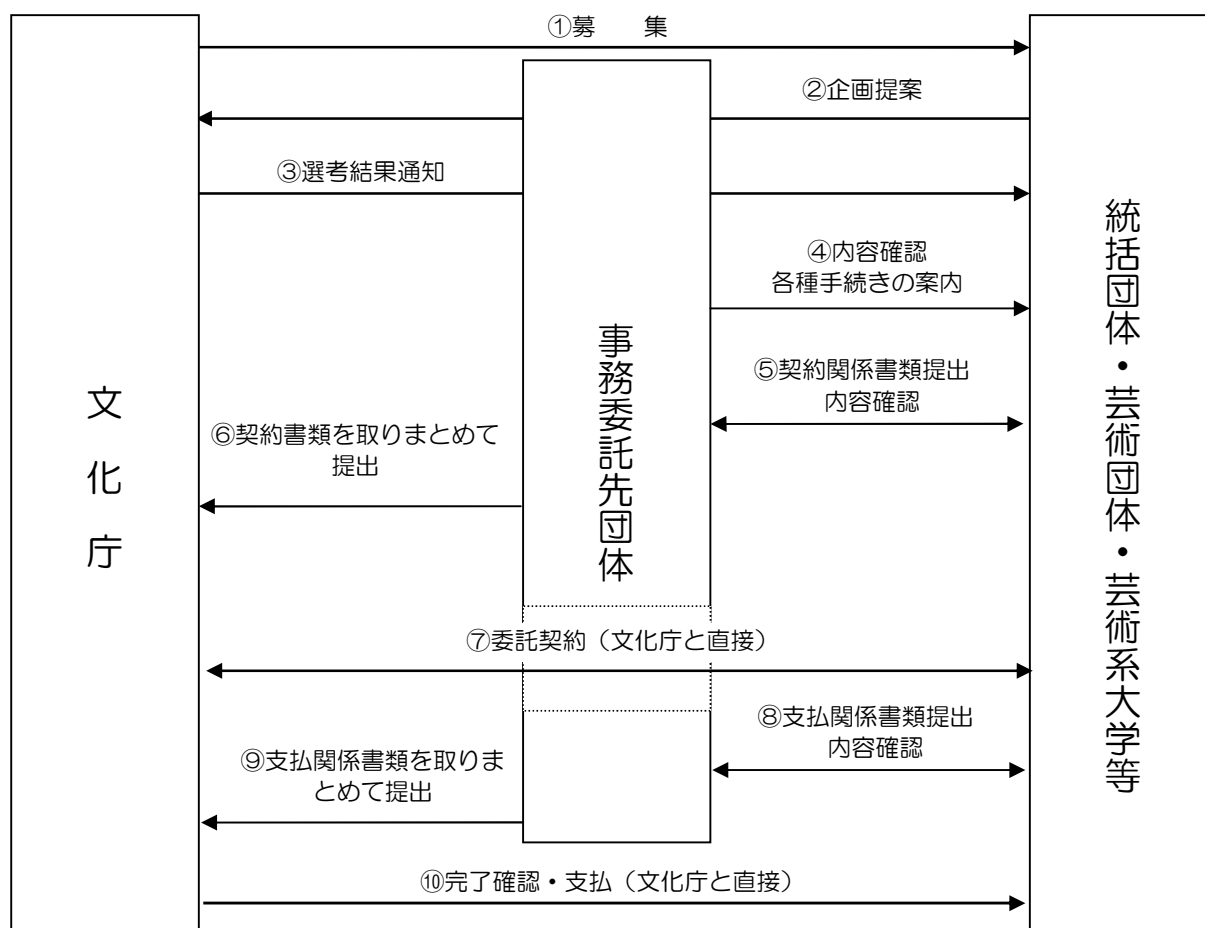 ①募　集
②企画提案
③選考結果通知
④内容確認
各種手続きの案内
⑤契約関係書類提出
内容確認
⑥契約書類を取りまとめて
提出
⑦委託契約（文化庁と直接）
⑧支払関係書類提出
内容確認
⑨支払関係書類を取りま
とめて提出
⑩完了確認・支払（文化庁と直接）
文化庁
事務委託先団体
統括団体・芸術団体・芸術系大学等